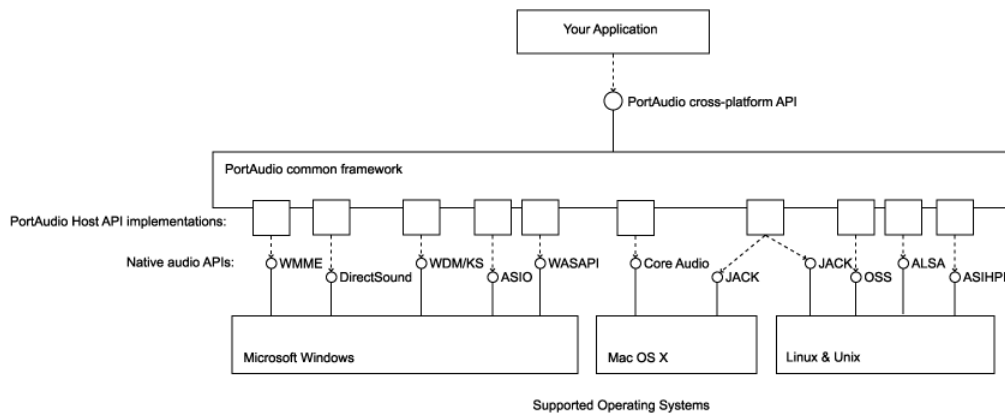 Your Application
PortAudio cross-platform API
PortAudio common framework
PortAudio Host API implementations:
Native audio APIs:
WMME
DirectSound
WDM/KS
ASIO
WASAPI
Core Audio
JACK
JACK
OSS
ALSA
ASIHPI
Microsoft Windows
Mac OS X
Linux & Unix
Supported Operating Systems